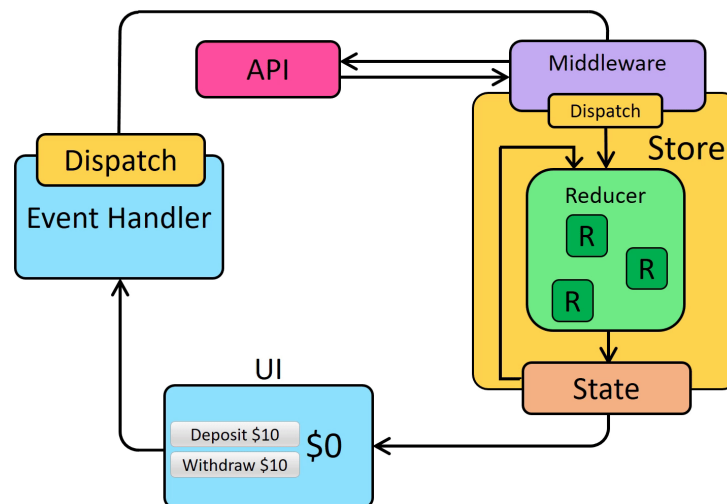 API
Middleware
Dispatch
Store
Dispatch
Event Handler
Reducer
R
R
R
State
UI
Deposit $10
Withdraw $10
$0